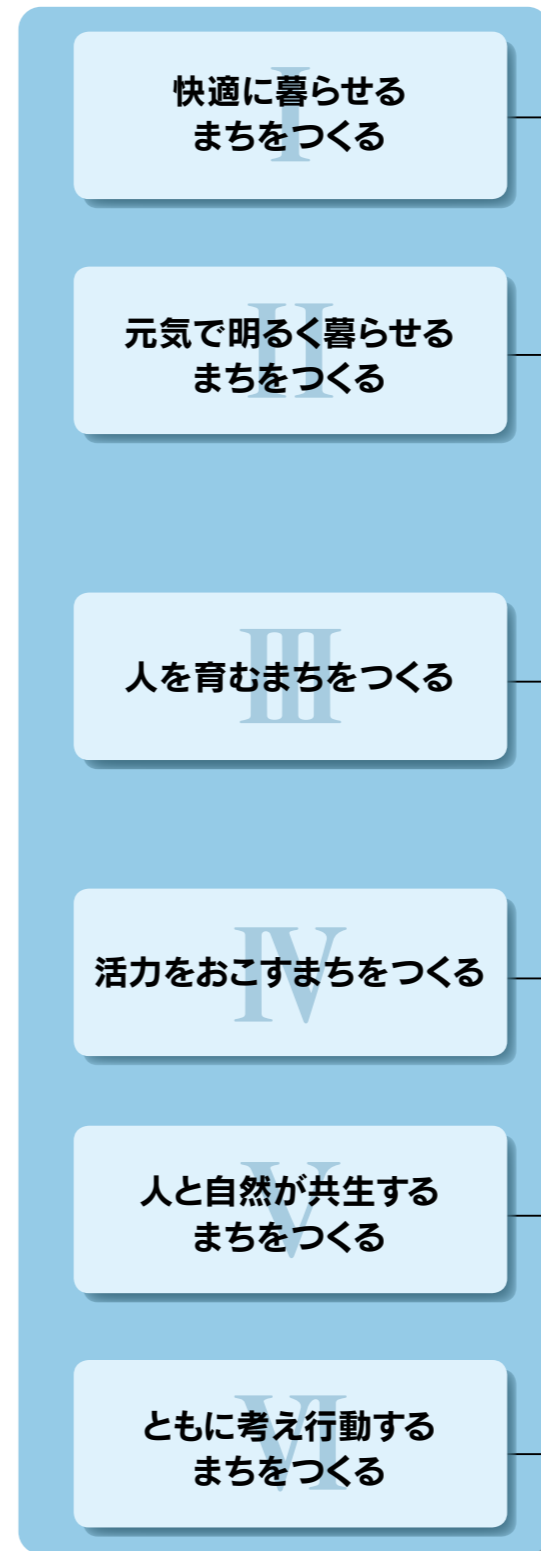 I
快適に暮らせる
まちをつくる
II
元気で明るく暮らせる
まちをつくる
III
人を育むまちをつくる
IV
活力をおこすまちをつくる
V
人と自然が共生する
まちをつくる
VI
ともに考え行動する
まちをつくる